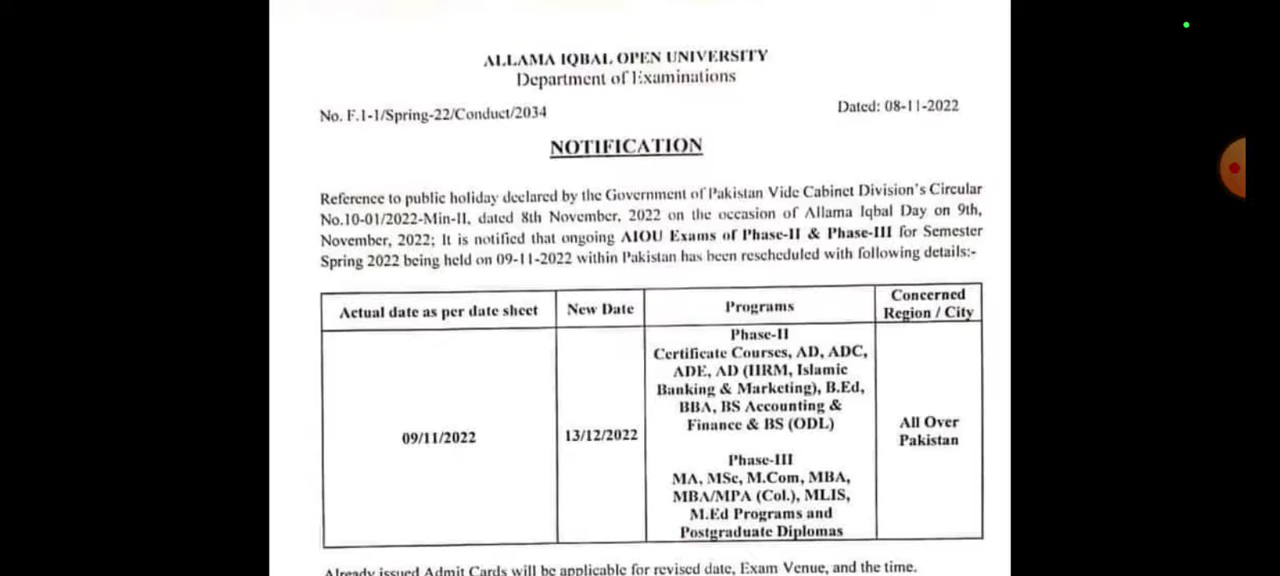 ALLAMA IQBAL OPEN UNIVERSITY
Department of Examinations
No. F.1-1/Spring-22/Conduct/2034
Dated: 08-11-2022
NOTIFICATION
Reference to public holiday declared by the Government of Pakistan Vide Cabinet Division's Circular
No.10-01/2022-Min-II, dated 8th November, 2022 on the occasion of Allama Iqbal Day on 9th,
November, 2022; It is notified that ongoing AIOU Exams of Phase-II & Phase-III for Semester
Spring 2022 being held on 09-11-2022 within Pakistan has been rescheduled with following details:-
Actual date as per date sheet
New Date
Programs
Concerned
Region / City
09/11/2022
13/12/2022
Phase-II
Certificate Courses, AD, ADC,
ADE, AD (HRM, Islamic
Banking & Marketing), B.Ed,
BBA, BS Accounting &
Finance & BS (ODL)
Phase-III
MA, MSc, M.Com, MBA,
MBA/MPA (Col.), MLIS,
M.Ed Programs and
Postgraduate Diplomas
All Over
Pakistan
Already issued Admit Cards will be applicable for revised date, Exam Venue, and the time.